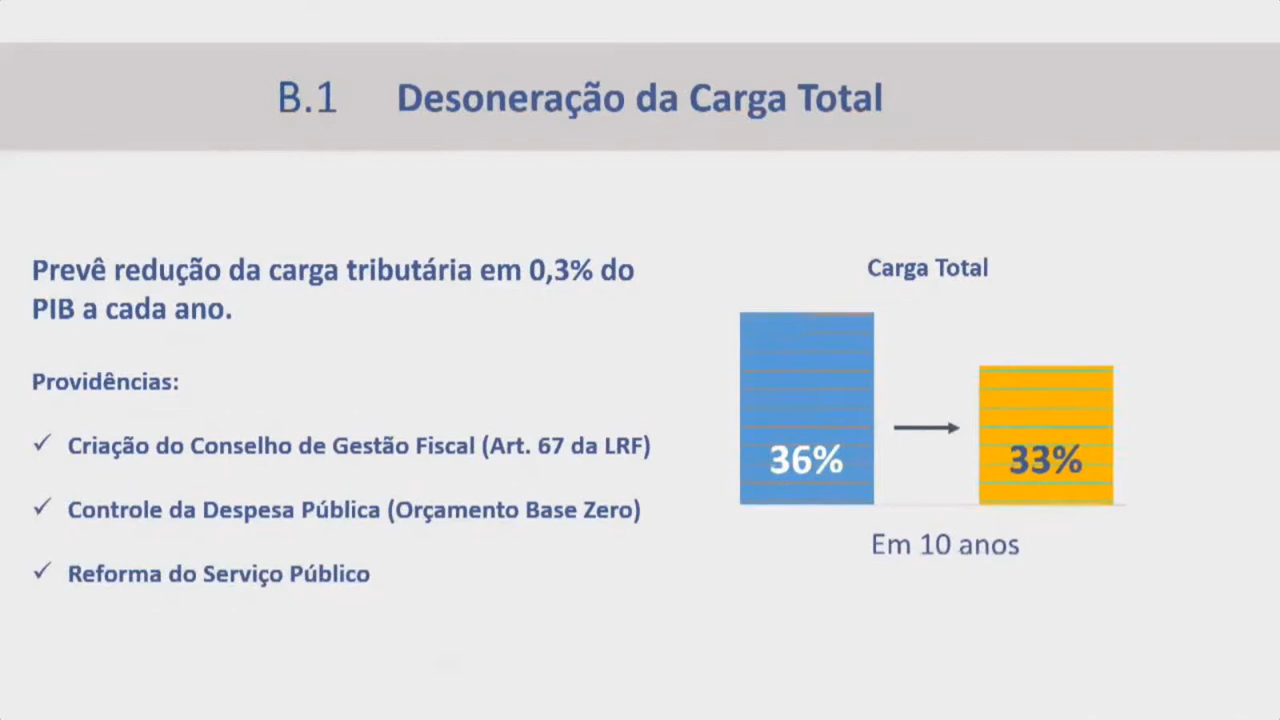 B.1 Desoneração da Carga Total
Prevê redução da carga tributária em 0,3% do
PIB a cada ano.
Providências:
✓ Criação do Conselho de Gestão Fiscal (Art. 67 da LRF)
✓ Controle da Despesa Pública (Orçamento Base Zero)
✓ Reforma do Serviço Público
Carga Total
36%
33%
Em 10 anos